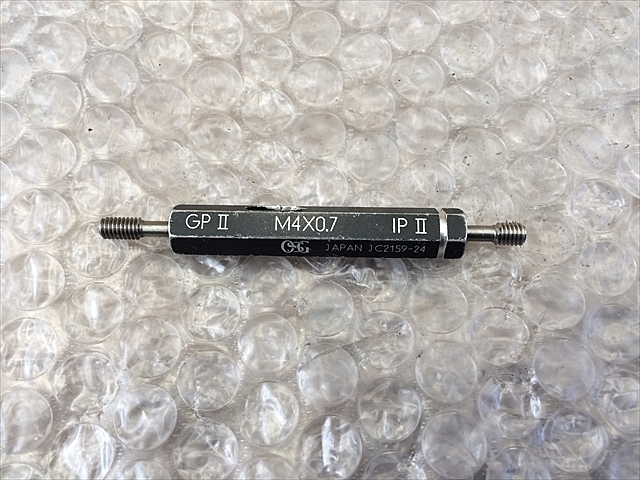 GP II M4X0.7 IP II
OSG JAPAN JC2159-24